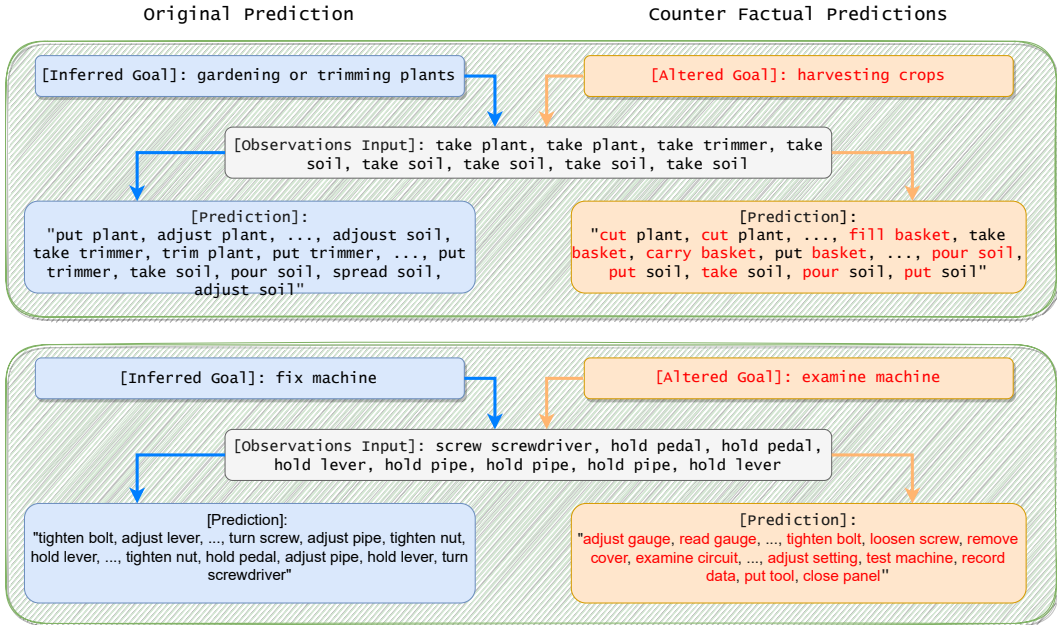 Original Prediction
Counter Factual Predictions
[Inferred Goal]: gardening or trimming plants
[Altered Goal]: harvesting crops
[Observations Input]: take plant, take plant, take trimmer, take
soil, take soil, take soil, take soil, take soil
[Prediction]:
"put plant, adjust plant, ..., adjoust soil,
take trimmer, trim plant, put trimmer, ..., put
trimmer, take soil, pour soil, spread soil,
adjust soil"
[Prediction]:
"cut plant, cut plant, ..., fill basket, take
basket, carry basket, put basket, ..., pour soil,
put soil, take soil, pour soil, put soil"
[Inferred Goal]: fix machine
[Altered Goal]: examine machine
[Observations Input]: screw screwdriver, hold pedal, hold pedal,
hold lever, hold pipe, hold pipe, hold pipe, hold lever
[Prediction]:
"tighten bolt, adjust lever, ..., turn screw, adjust pipe, tighten nut,
hold lever, ..., tighten nut, hold pedal, adjust pipe, hold lever, turn
screwdriver"
[Prediction]:
"adjust gauge, read gauge, ..., tighten bolt, loosen screw, remove
cover, examine circuit, ..., adjust setting, test machine, record
data, put tool, close panel"